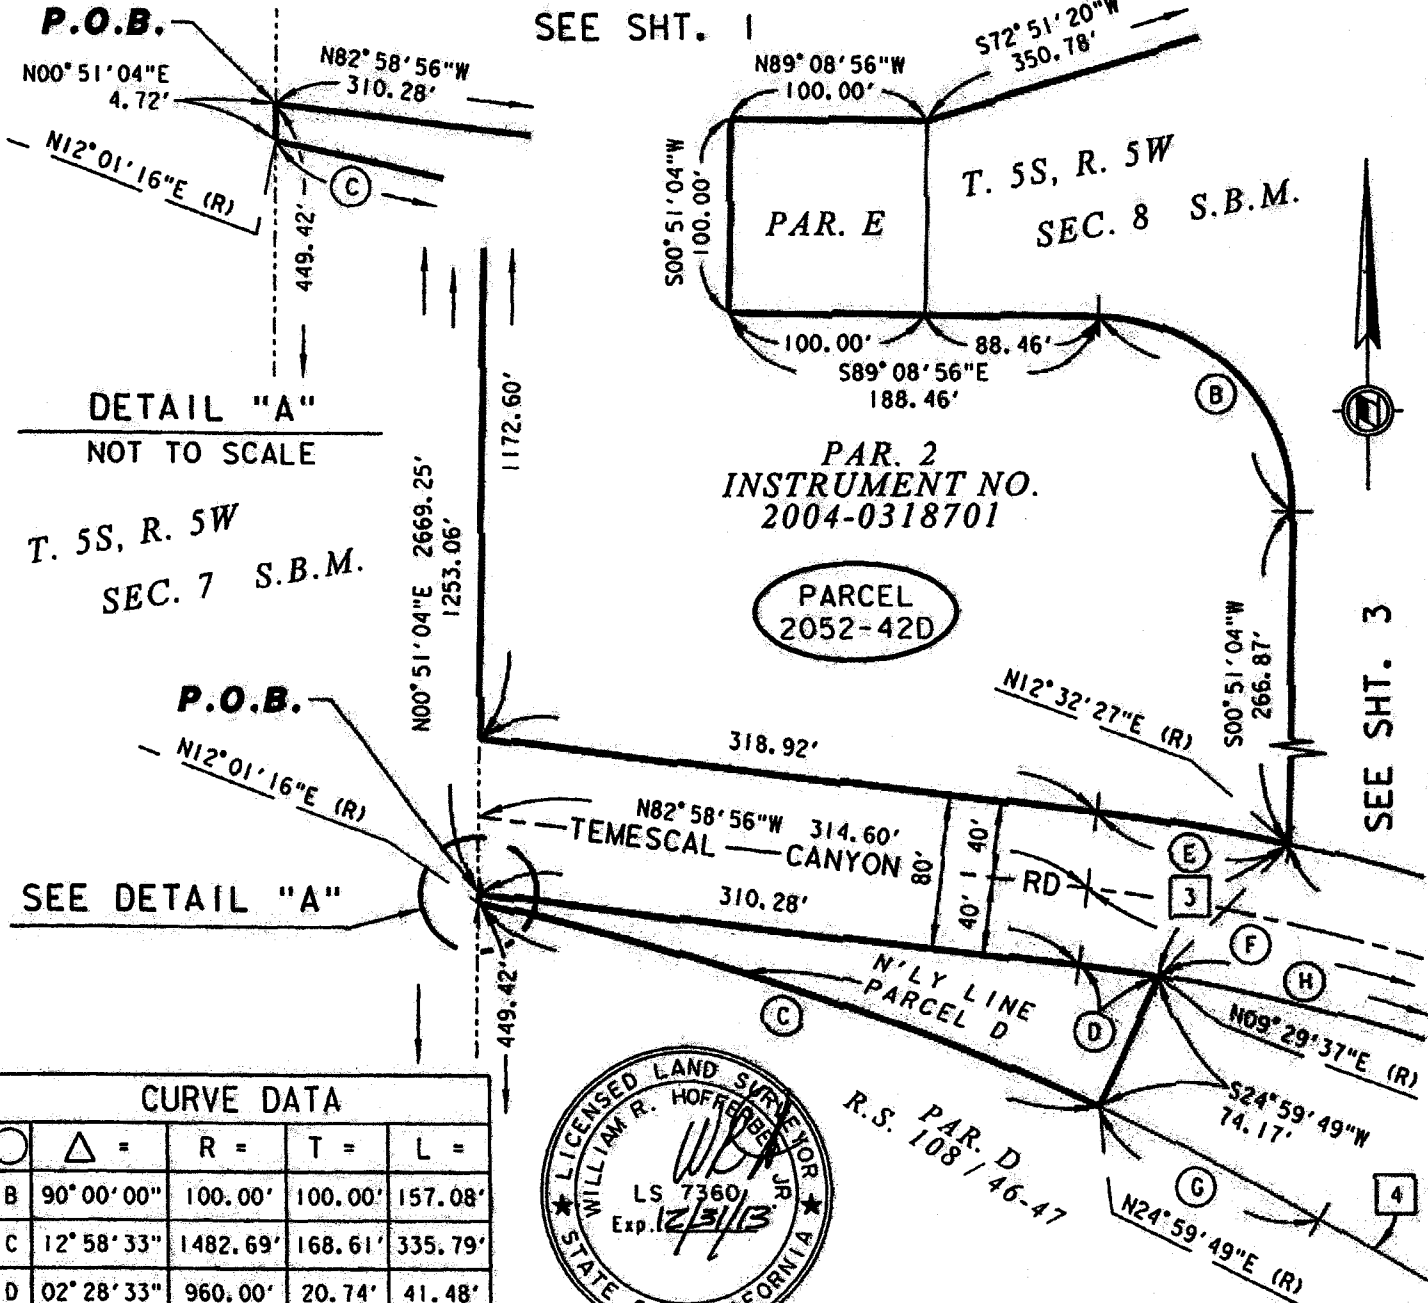 P.O.B.
SEE SHT. 1
N00°51'04"E
4.72'
N82°58'56"W
310.28'
N12°01'16"E (R)
C
449.42'
DETAIL "A"
NOT TO SCALE
N89°08'56"W
100.00'
S72°51'20"W
350.78'
S00°51'04"W
100.00'
PAR. E
T. 5S, R. 5W
SEC. 8 S.B.M.
100.00'
88.46'
S89°08'56"E
188.46'
B
PAR. 2
INSTRUMENT NO.
2004-0318701
PARCEL
2052-42D
T. 5S, R. 5W
SEC. 7 S.B.M.
N00°51'04"E 2669.25'
1253.06'
1172.60'
S00°51'04"W
266.87'
SEE SHT. 3
P.O.B.
N12°01'16"E (R)
N12°32'27"E (R)
318.92'
N82°58'56"W 314.60'
TEMESCAL CANYON RD
80'
40'
40'
E
3
SEE DETAIL "A"
310.28'
F
H
N'LY LINE
PARCEL D
C
D
449.42'
N09°29'37"E (R)
S24°59'49"W
74.17'
PAR. D
R.S. 108/46-47
G
4
N24°59'49"E (R)
CURVE DATA
△ = R = T = L =
B 90°00'00" 100.00' 100.00' 157.08'
C 12°58'33" 1482.69' 168.61' 335.79'
D 02°28'33" 960.00' 20.74' 41.48'
LICENSED LAND SURVEYOR
WILLIAM R. HOFFERBER JR.
LS 7360
Exp. 12/31/13
STATE